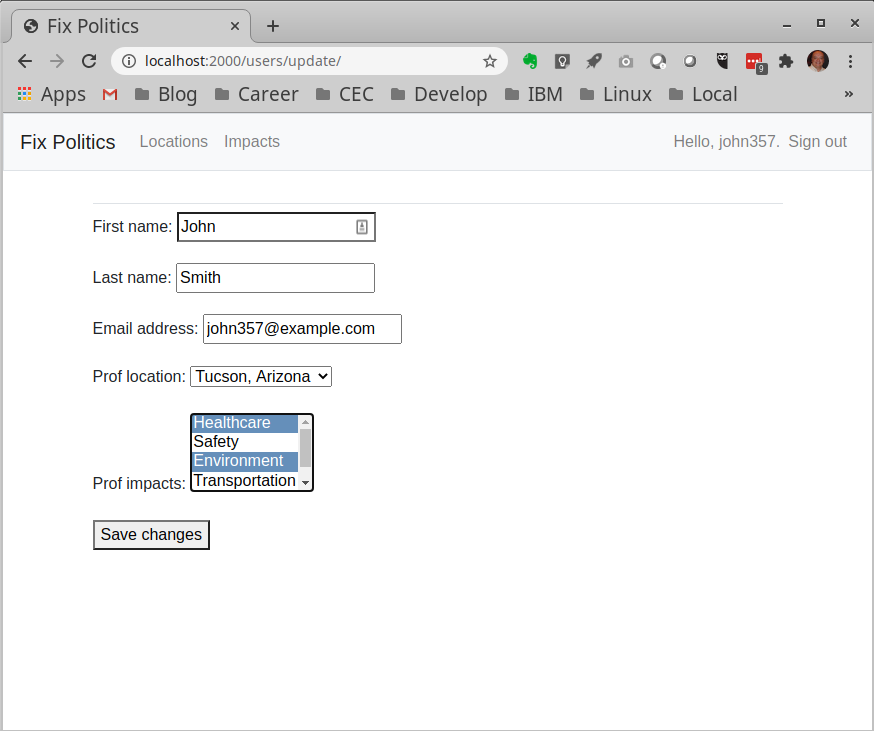 Fix Politics
localhost:2000/users/update/
9
Apps Blog Career CEC Develop IBM Linux Local »
Fix Politics Locations Impacts Hello, john357. Sign out
First name: John
Last name: Smith
Email address: john357@example.com
Prof location: Tucson, Arizona
Healthcare
Safety
Environment
Transportation
Prof impacts:
Save changes